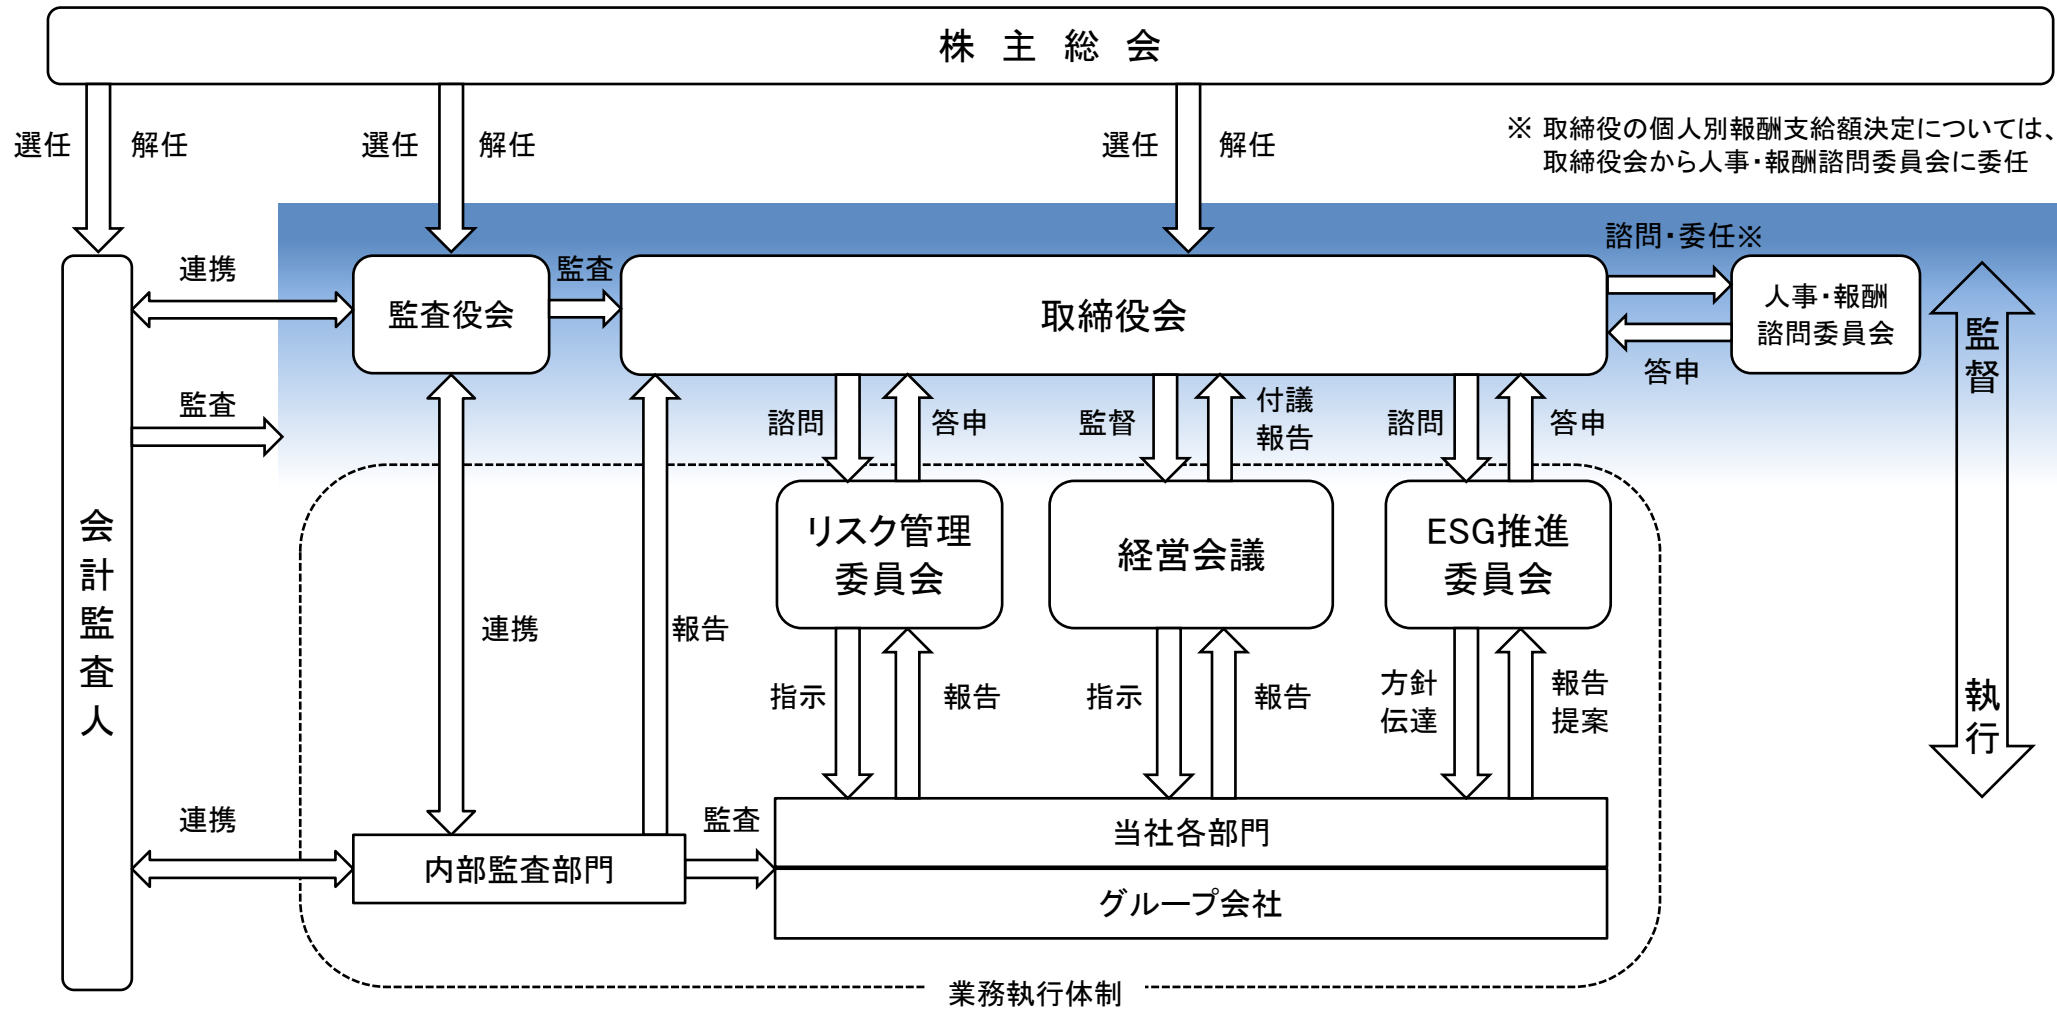 株主総会
選任
解任
選任
解任
選任
解任
※ 取締役の個人別報酬支給額決定については、
取締役会から人事・報酬諮問委員会に委任
諮問・委任※
連携
監査役会
監査
取締役会
人事・報酬
諮問委員会
答申
監督
執行
監査
諮問
答申
監督
付議
報告
諮問
答申
会計監査人
リスク管理
委員会
経営会議
ESG推進
委員会
連携
報告
指示
報告
指示
報告
方針
伝達
報告
提案
連携
内部監査部門
監査
当社各部門
グループ会社
業務執行体制